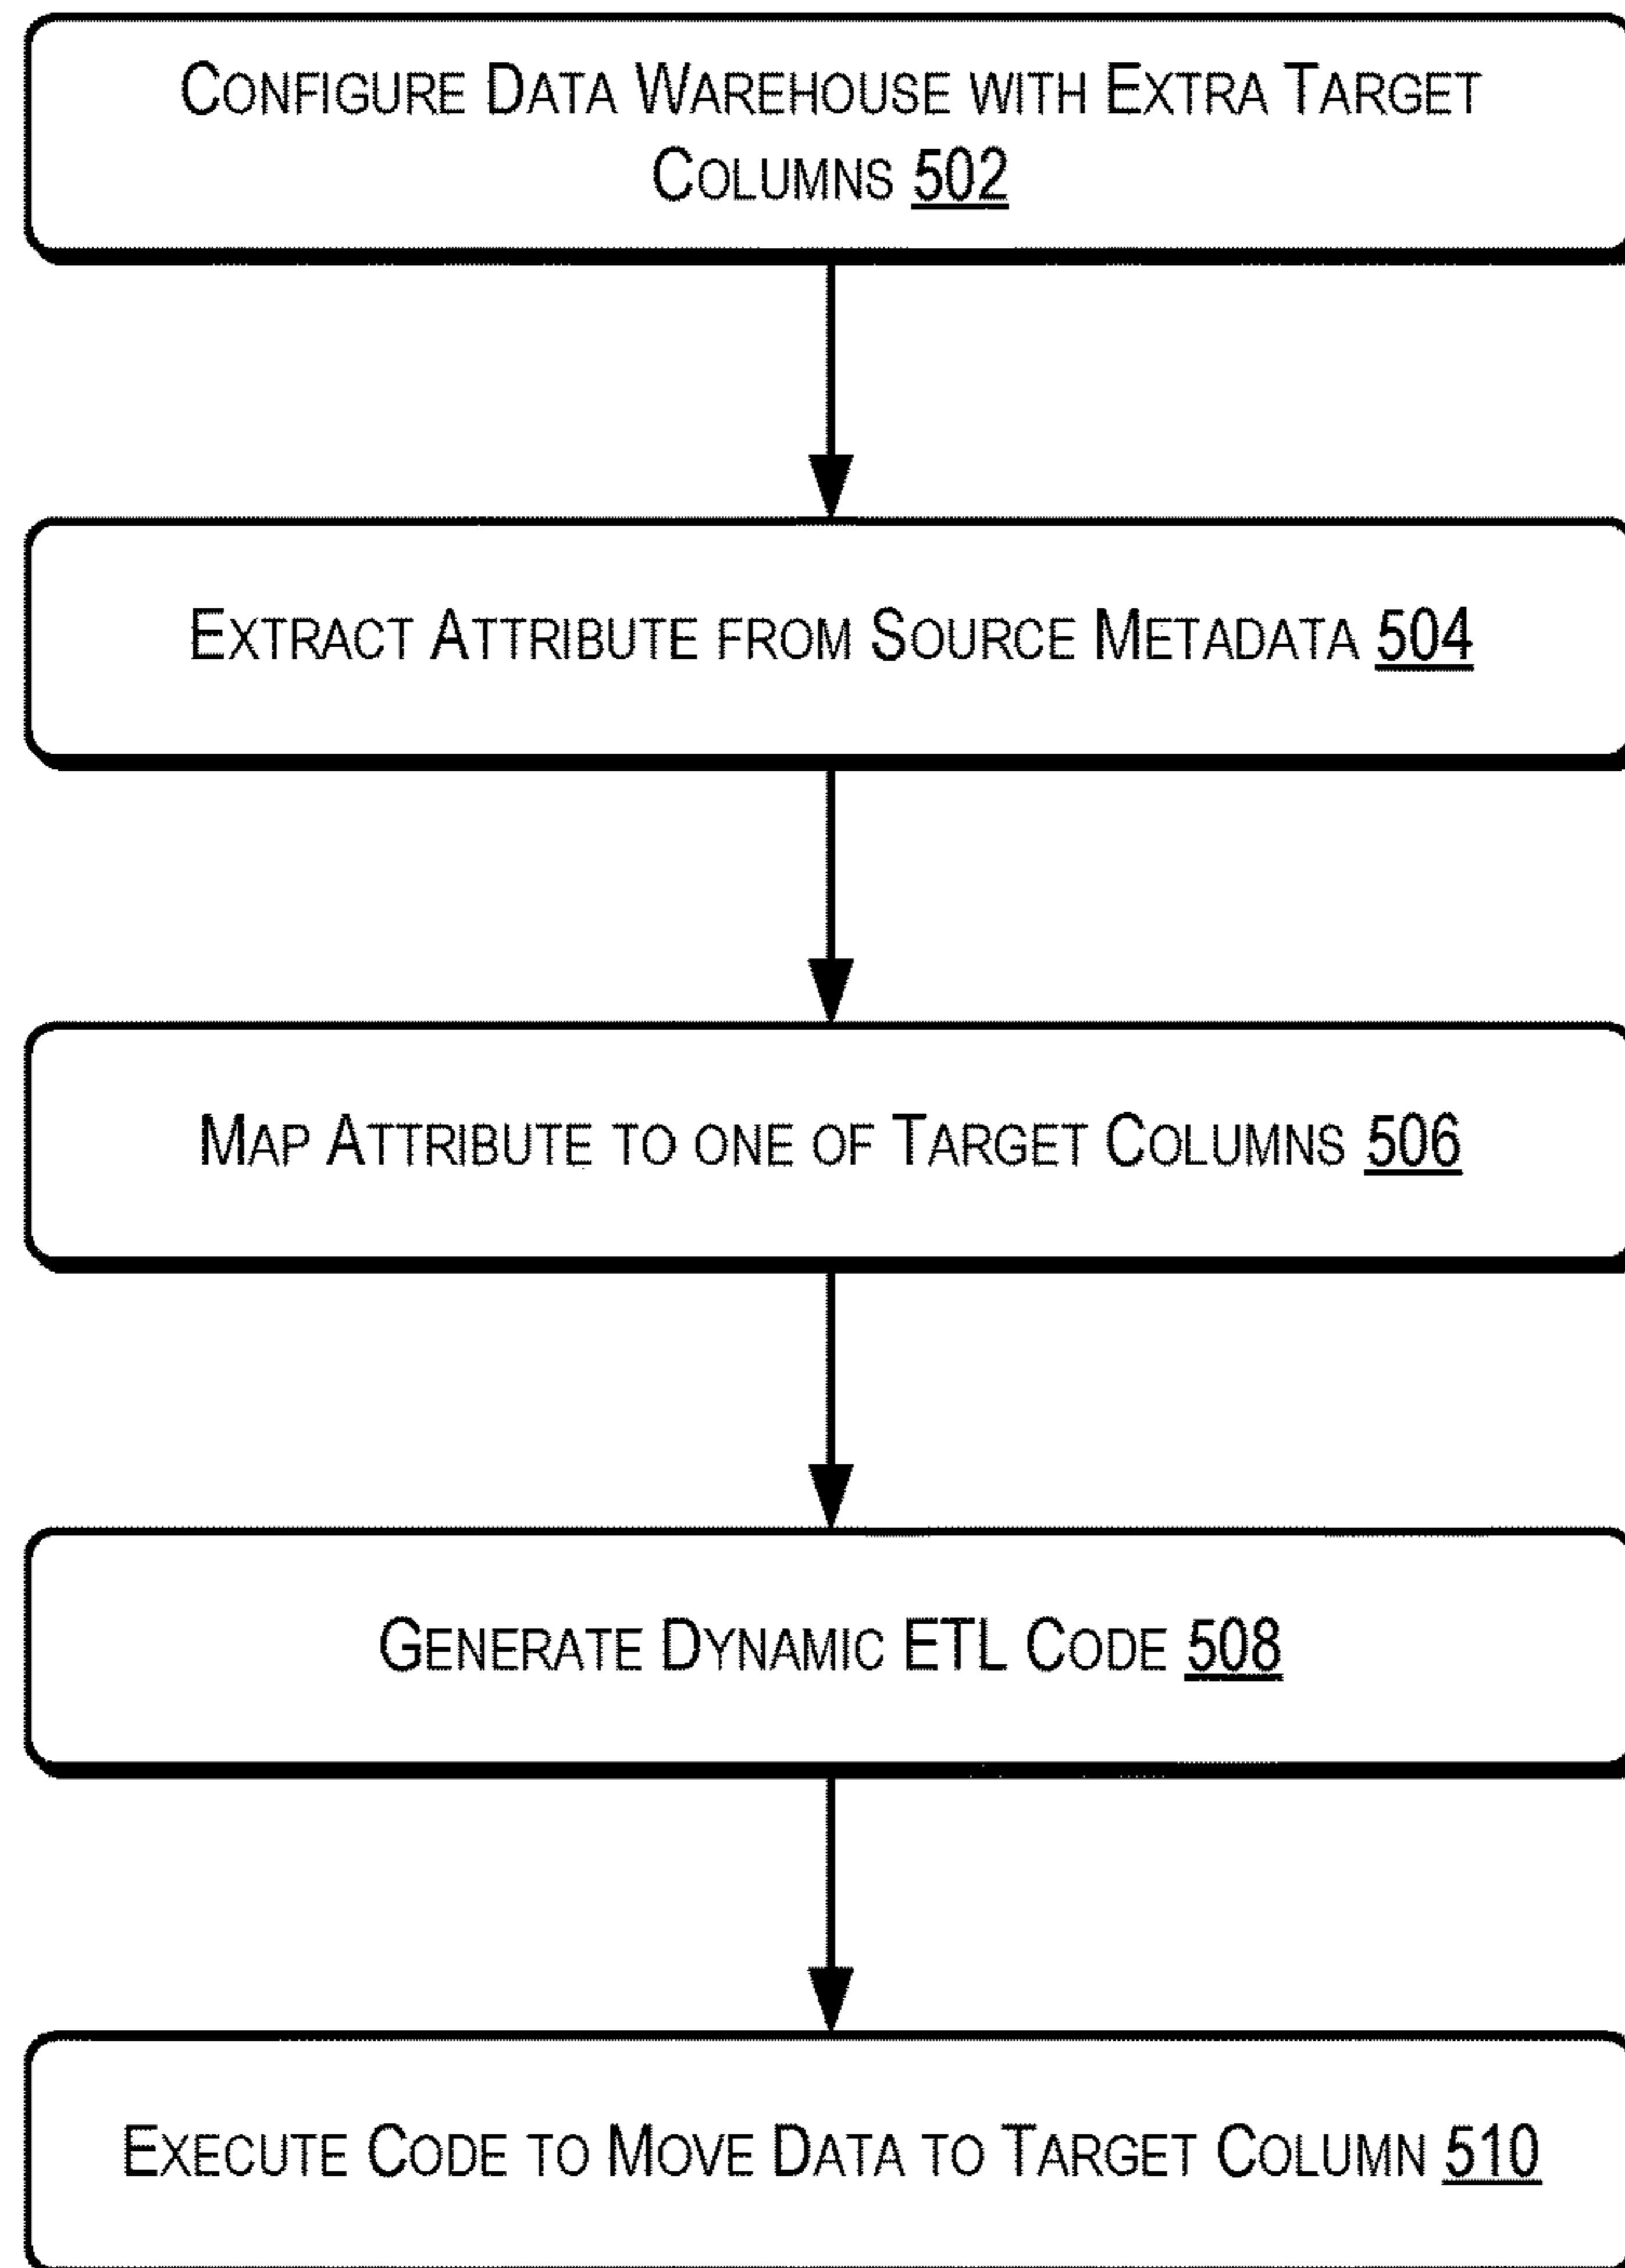 Configure Data Warehouse with Extra Target
Columns 502
Extract Attribute from Source Metadata 504
Map Attribute to one of Target Columns 506
Generate Dynamic ETL Code 508
Execute Code to Move Data to Target Column 510